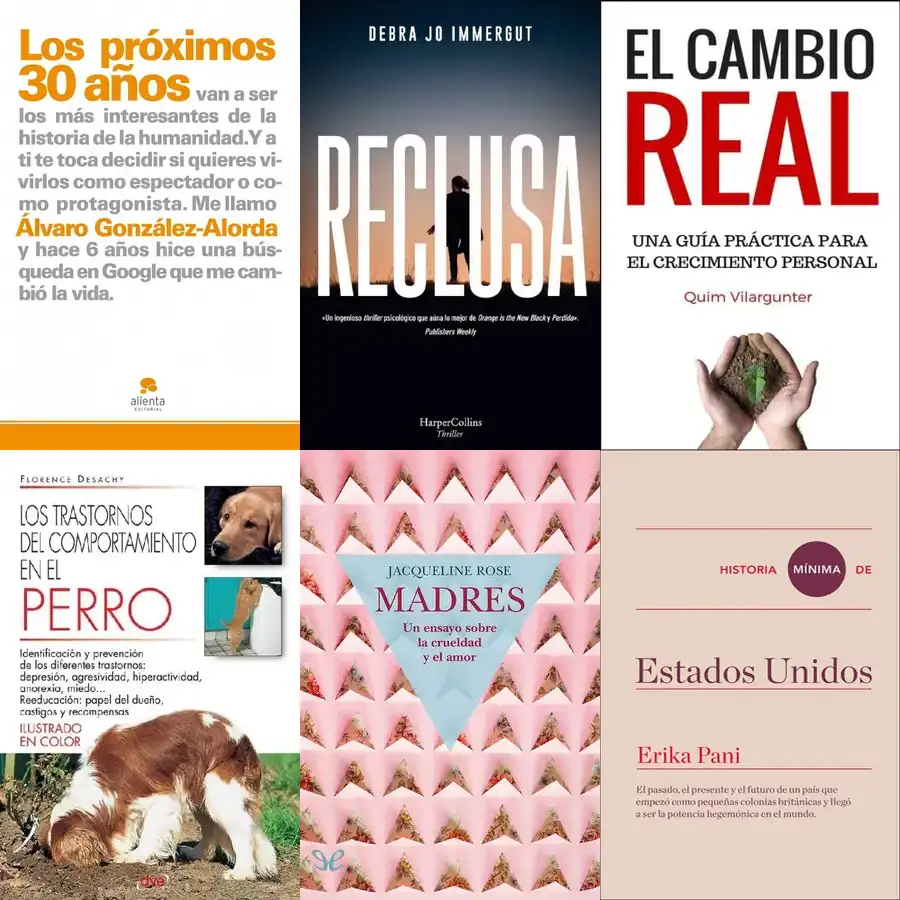 Los próximos
30 años van a ser
los más interesantes de la
historia de la humanidad.Y a
ti te toca decidir si quieres vi-
virlos como espectador o co-
mo protagonista. Me llamo
Álvaro González-Alorda
y hace 6 años hice una bús-
queda en Google que me cam-
bió la vida.
alienta
EDITORIAL
DEBRA JO IMMERGUT
RECLUSA
«Un ingenioso thriller psicológico que aúna lo mejor de Orange is the New Black y Perdida».
Publishers Weekly
HarperCollins
Thriller
EL CAMBIO
REAL
UNA GUÍA PRÁCTICA PARA
EL CRECIMIENTO PERSONAL
Quim Vilargunter
FLORENCE DESACHY
LOS TRASTORNOS
DEL COMPORTAMIENTO
EN EL
PERRO
Identificación y prevención
de los diferentes trastornos:
depresión, agresividad, hiperactividad,
anorexia, miedo...
Reeducación: papel del dueño,
castigos y recompensas
ILUSTRADO
EN COLOR
dve
JACQUELINE ROSE
MADRES
Un ensayo sobre
la crueldad
y el amor
HISTORIA MÍNIMA DE
Estados Unidos
Erika Pani
El pasado, el presente y el futuro de un país que
empezó como pequeñas colonias británicas y llegó
a ser la potencia hegemónica en el mundo.